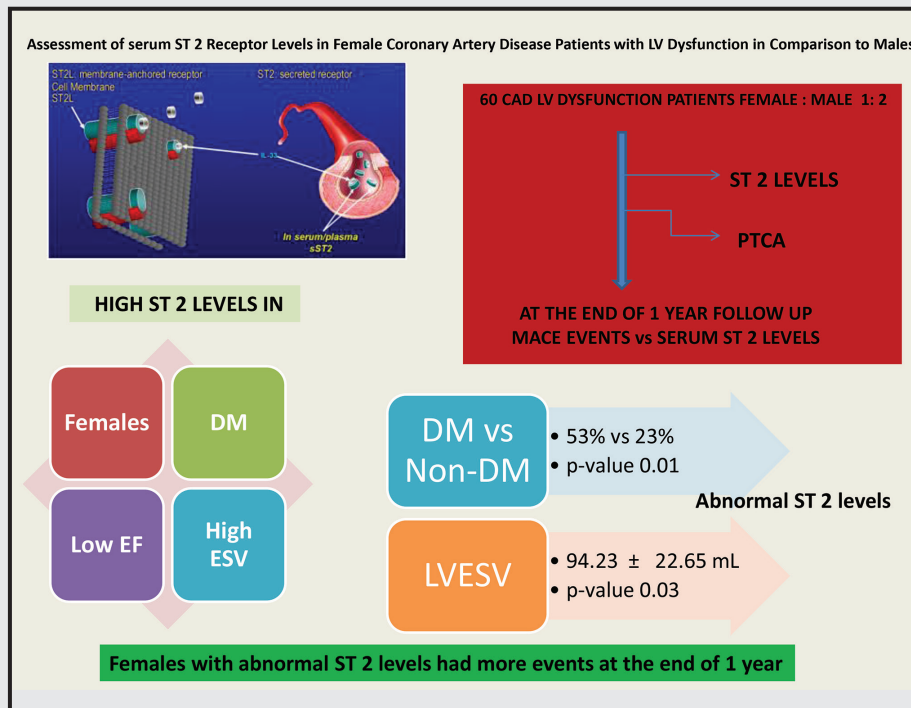 Assessment of serum ST 2 Receptor Levels in Female Coronary Artery Disease Patients with LV Dysfunction in Comparison to Males
ST2L: membrane-anchored receptor
Cell Membrane
ST2L
ST2: secreted receptor
IL-33
In serum/plasma
sST2
60 CAD LV DYSFUNCTION PATIENTS FEMALE : MALE 1: 2
ST 2 LEVELS
PTCA
AT THE END OF 1 YEAR FOLLOW UP
MACE EVENTS vs SERUM ST 2 LEVELS
HIGH ST 2 LEVELS IN
Females
DM
Low EF
High
ESV
DM vs
Non-DM
• 53% vs 23%
• p-value 0.01
Abnormal ST 2 levels
LVESV
• 94.23 ± 22.65 mL
• p-value 0.03
Females with abnormal ST 2 levels had more events at the end of 1 year